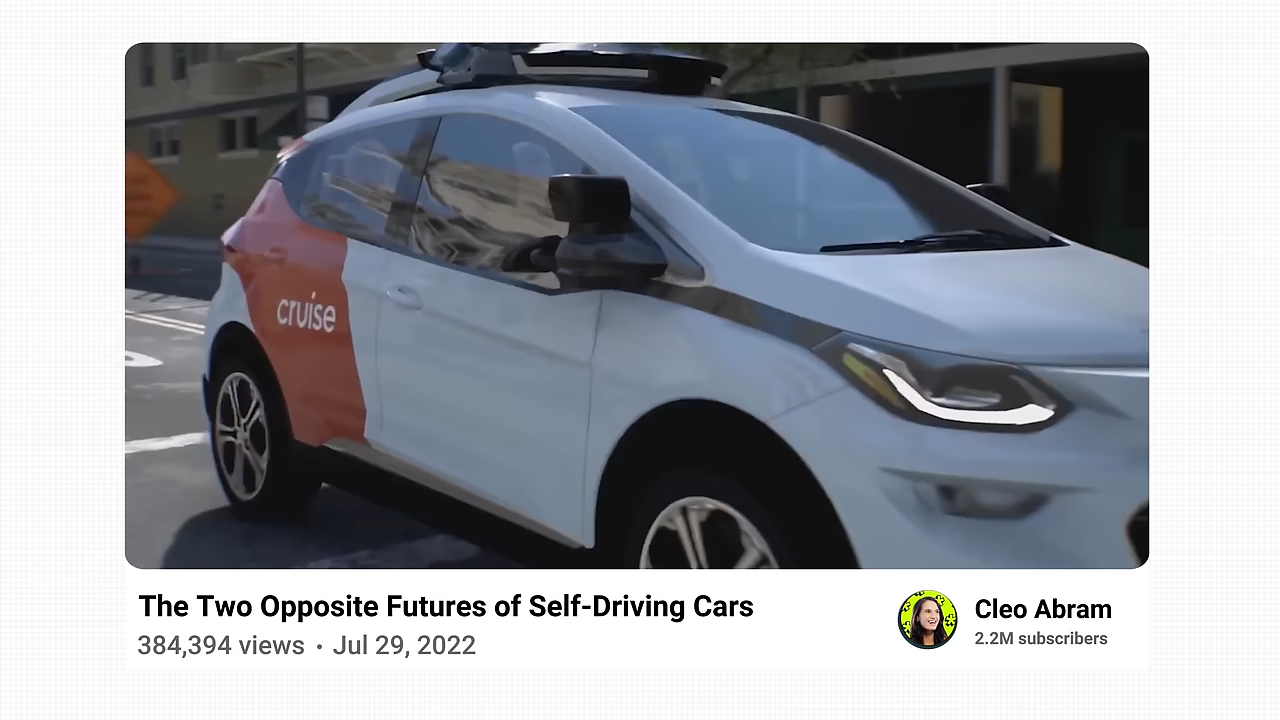 cruise
The Two Opposite Futures of Self-Driving Cars
384,394 views • Jul 29, 2022
Cleo Abram
2.2M subscribers